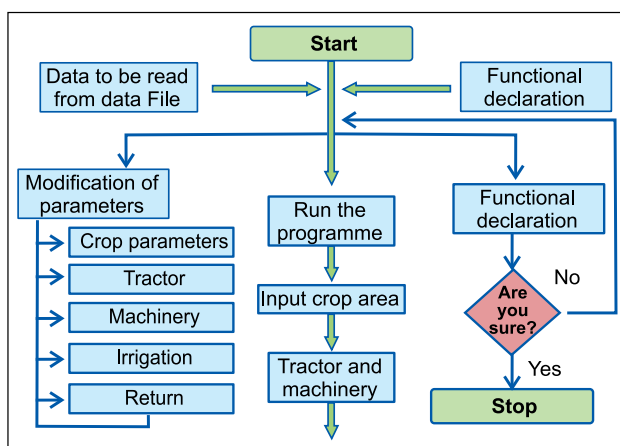 Start
Data to be read
from data File
Functional
declaration
Modification of
parameters
Crop parameters
Tractor
Machinery
Irrigation
Return
Run the
programme
Input crop area
Tractor and
machinery
Functional
declaration
Are
you
sure?
No
Yes
Stop